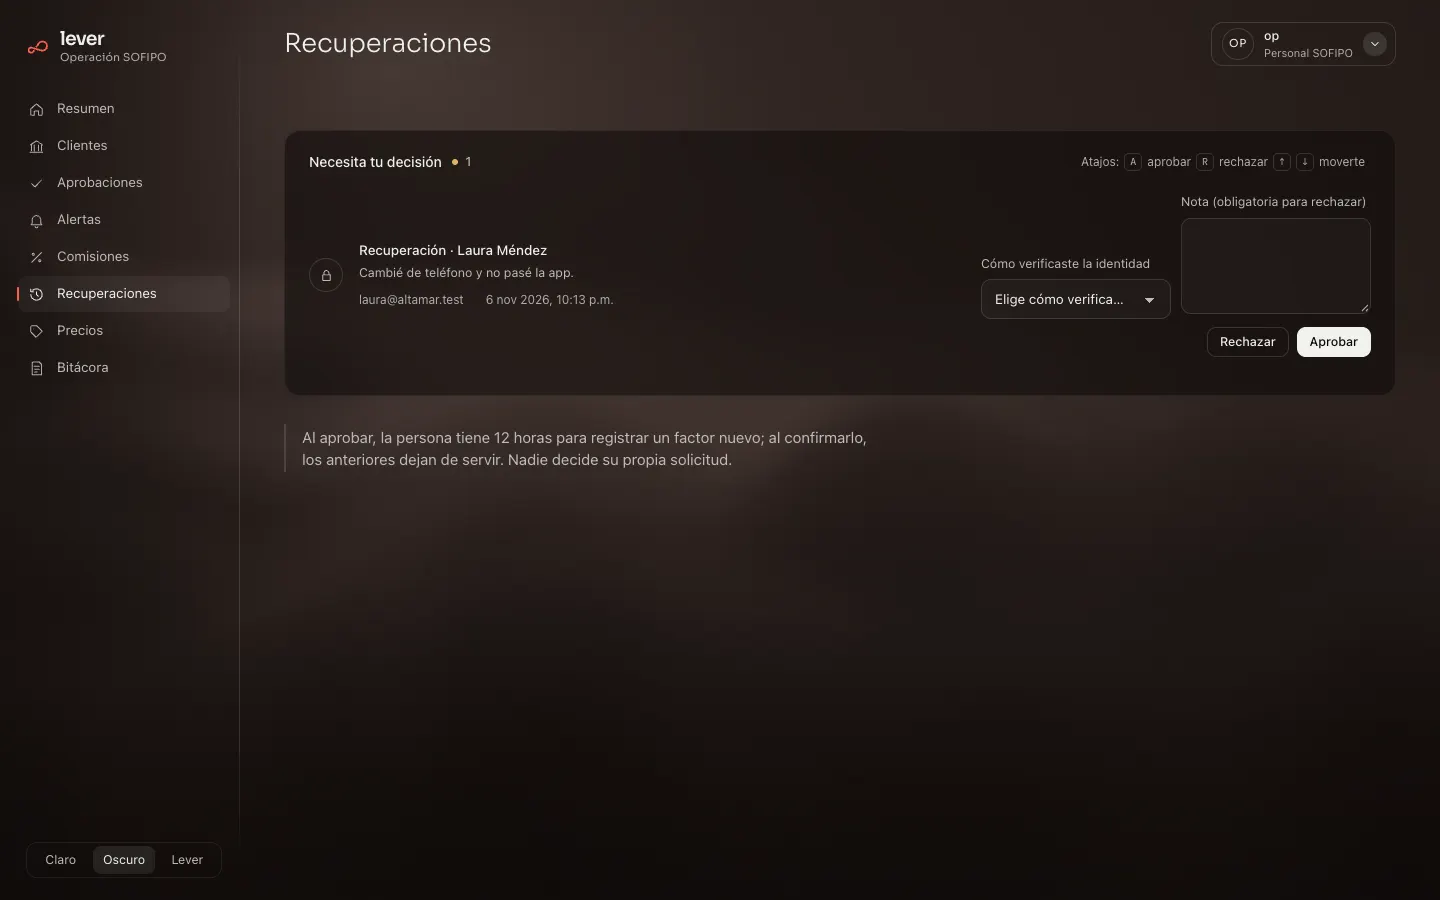 lever
Operación SOFIPO
Resumen
Clientes
Aprobaciones
Alertas
Comisiones
Recuperaciones
Precios
Bitácora
Claro Oscuro Lever
Recuperaciones
OP
op
Personal SOFIPO
Necesita tu decisión 1
Atajos: A aprobar R rechazar ↑ ↓ moverte
Recuperación · Laura Méndez
Cambié de teléfono y no pasé la app.
laura@altamar.test 6 nov 2026, 10:13 p.m.
Cómo verificaste la identidad
Elige cómo verifica...
Nota (obligatoria para rechazar)
Rechazar Aprobar
Al aprobar, la persona tiene 12 horas para registrar un factor nuevo; al confirmarlo,
los anteriores dejan de servir. Nadie decide su propia solicitud.